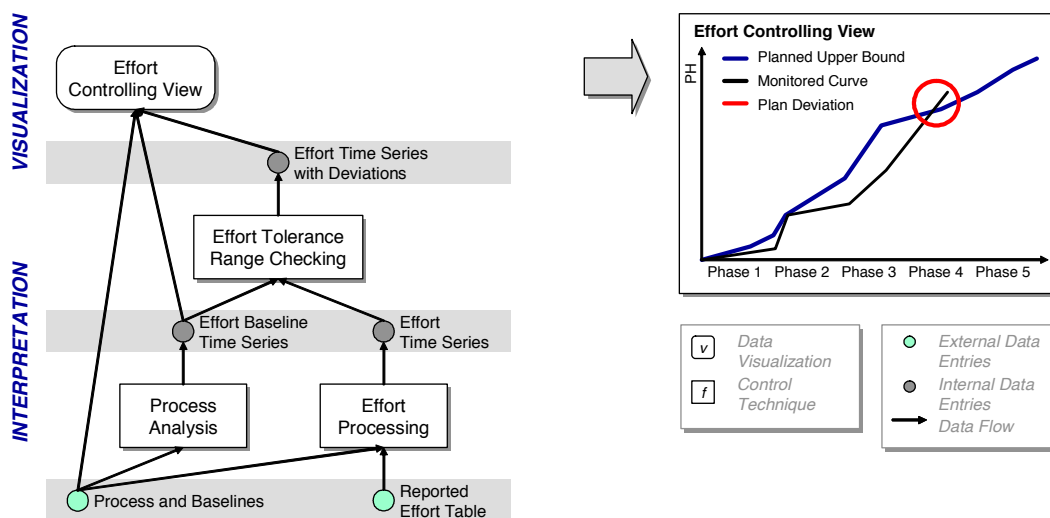 VISUALIZATION
INTERPRETATION
Effort
Controlling View
Effort Time Series
with Deviations
Effort Tolerance
Range Checking
Effort Baseline
Time Series
Effort
Time Series
Process
Analysis
Effort
Processing
Process and Baselines
Reported
Effort Table
Effort Controlling View
PH
Planned Upper Bound
Monitored Curve
Plan Deviation
Phase 1 Phase 2 Phase 3 Phase 4 Phase 5
v
Data
Visualization
f
Control
Technique
External Data
Entries
Internal Data
Entries
Data Flow